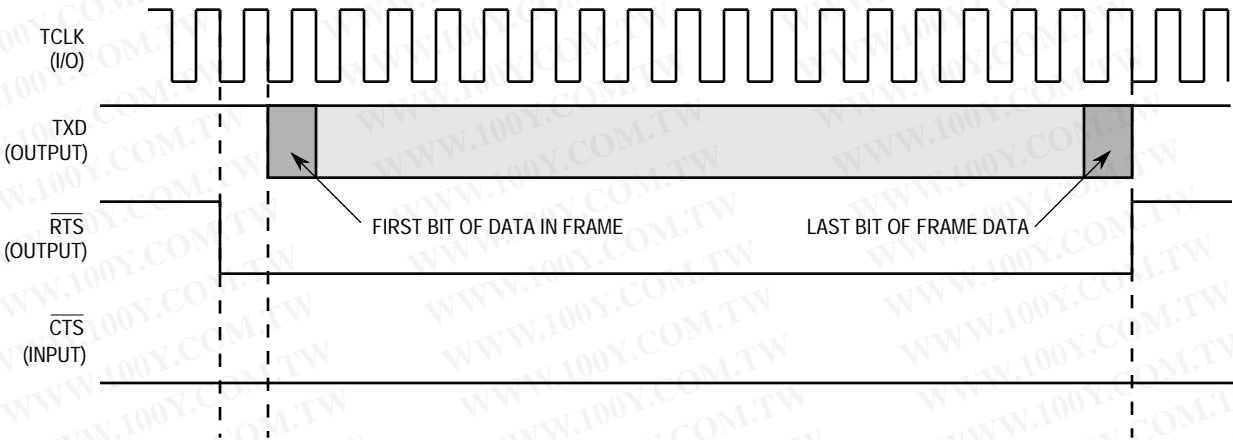 TCLK
(I/O)
TXD
(OUTPUT)
RTS
(OUTPUT)
FIRST BIT OF DATA IN FRAME
LAST BIT OF FRAME DATA
CTS
(INPUT)
WWW.100Y.COM.TW